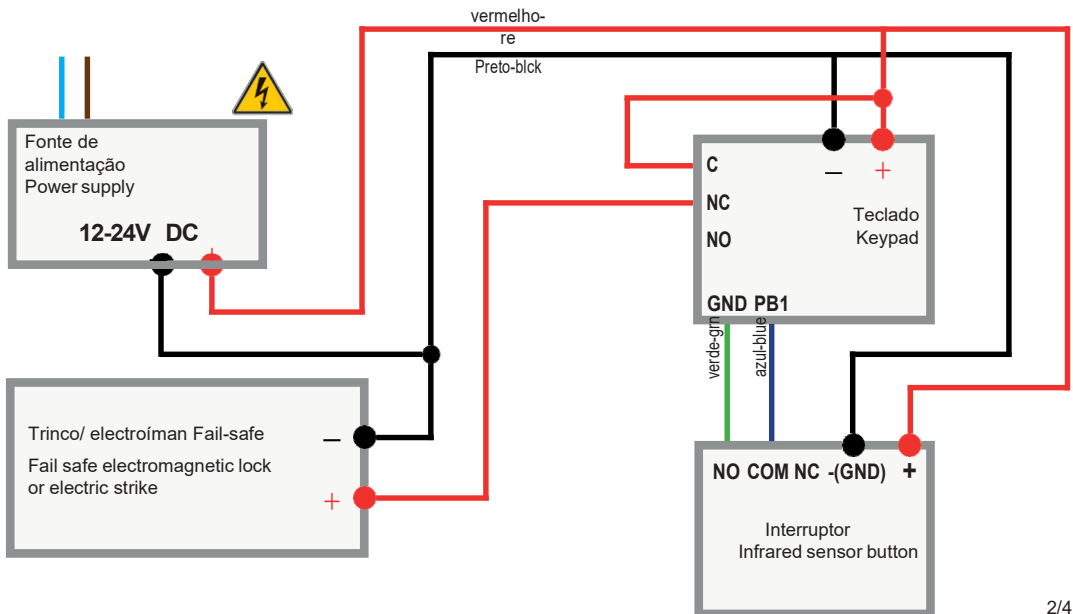 vermelho-
re
Preto-blck
Fonte de
alimentação
Power supply
12-24V DC
C
NC
NO
– +
Teclado
Keypad
GND PB1
verde-grn
azul-blue
Trinco/ electroíman Fail-safe
Fail safe electromagnetic lock
or electric strike
–
+
NO COM NC -(GND) +
Interruptor
Infrared sensor button
2/4